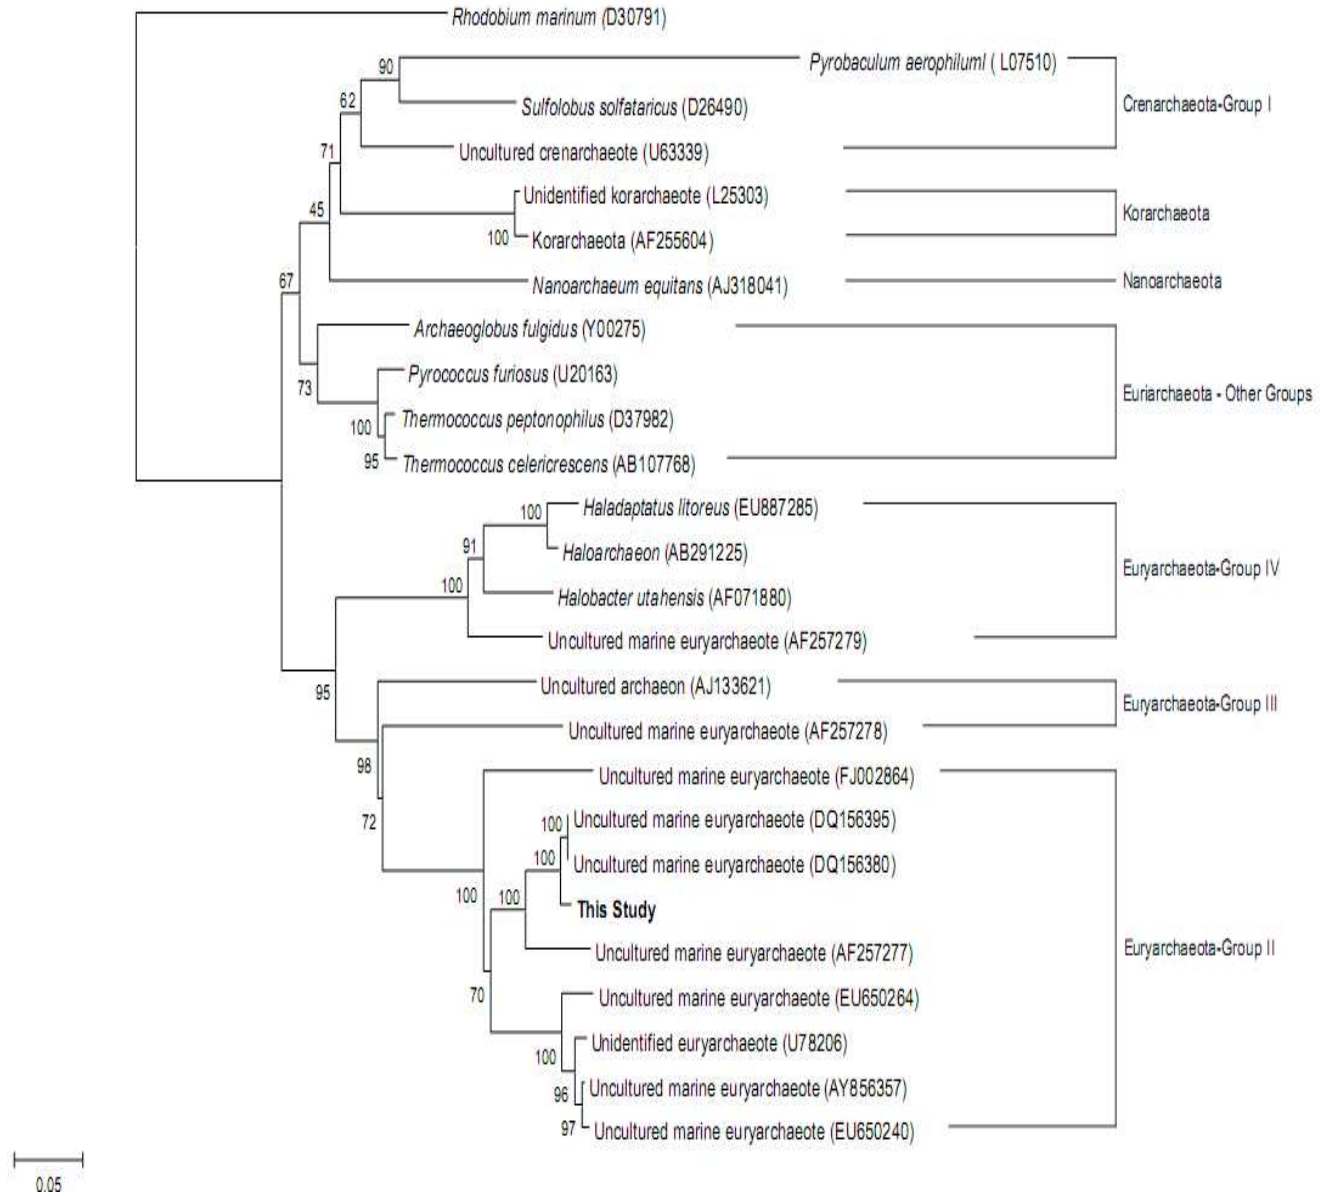 Rhodobium marinum (D30791)
90
Pyrobaculum aerophiluml ( L07510)
62
Sulfolobus solfataricus (D26490)
Crenarchaeota-Group I
71
Uncultured crenarchaeote (U63339)
Unidentified korarchaeote (L25303)
45
Korarchaeota
100
Korarchaeota (AF255604)
67
Nanoarchaeum equitans (AJ318041)
Nanoarchaeota
Archaeoglobus fulgidus (Y00275)
73
Pyrococcus furiosus (U20163)
Euriarchaeota - Other Groups
100
Thermococcus peptonophilus (D37982)
95
Thermococcus celericrescens (AB107768)
100
Haladaptatus litoreus (EU887285)
91
Haloarchaeon (AB291225)
Euryarchaeota-Group IV
100
Halobacter utahensis (AF071880)
Uncultured marine euryarchaeote (AF257279)
95
Uncultured archaeon (AJ133621)
Euryarchaeota-Group III
Uncultured marine euryarchaeote (AF257278)
98
Uncultured marine euryarchaeote (FJ002864)
72
100
Uncultured marine euryarchaeote (DQ156395)
100
Uncultured marine euryarchaeote (DQ156380)
100
100
This Study
Uncultured marine euryarchaeote (AF257277)
Euryarchaeota-Group II
70
Uncultured marine euryarchaeote (EU650264)
100
Unidentified euryarchaeote (U78206)
96
Uncultured marine euryarchaeote (AY856357)
97
Uncultured marine euryarchaeote (EU650240)
0.05